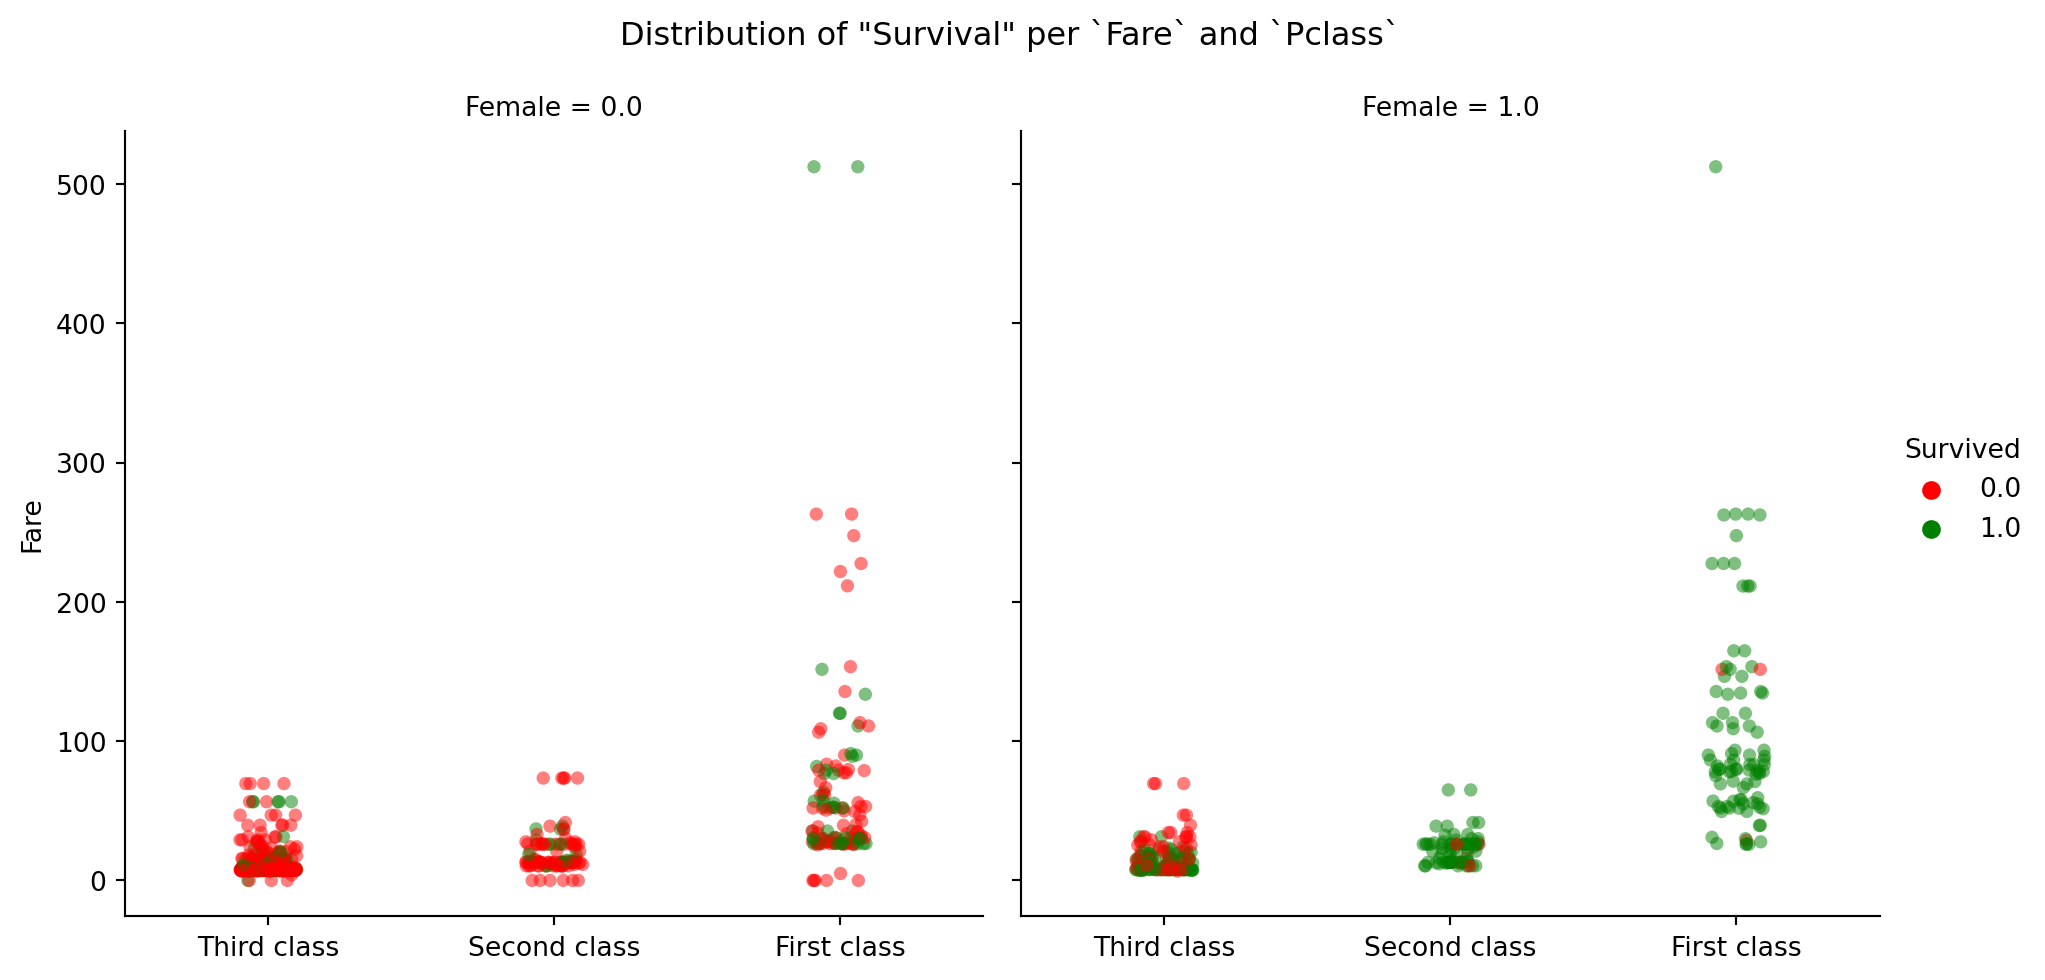 Distribution of "Survival" per `Fare` and `Pclass`
Female = 0.0
Female = 1.0
500
400
300
200
100
0
Fare
Third class
Second class
First class
Third class
Second class
First class
Survived
0.0
1.0